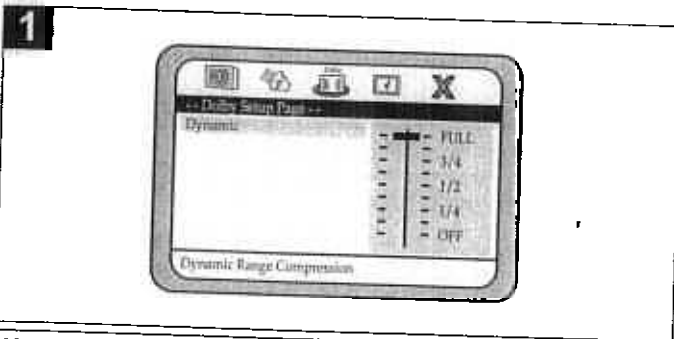 1
-- Dolby Setup Page --
Dynamic
FULL
3/4
1/2
1/4
OFF
Dynamic Range Compression